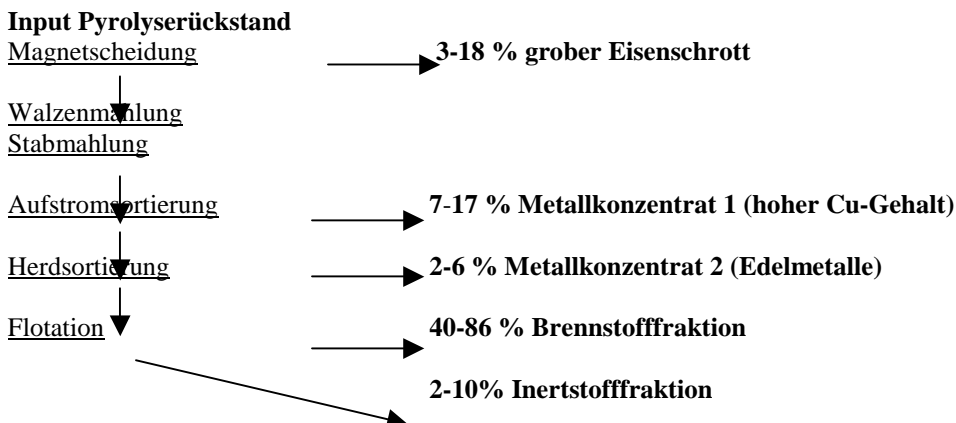 Input Pyrolyserückstand
Magnetscheidung 3-18 % grober Eisenschrott
Walzenmahlung
Stabmahlung
Aufstromsortierung 7-17 % Metallkonzentrat 1 (hoher Cu-Gehalt)
Herdsortierung 2-6 % Metallkonzentrat 2 (Edelmetalle)
Flotation 40-86 % Brennstofffraktion
2-10% Inertstofffraktion